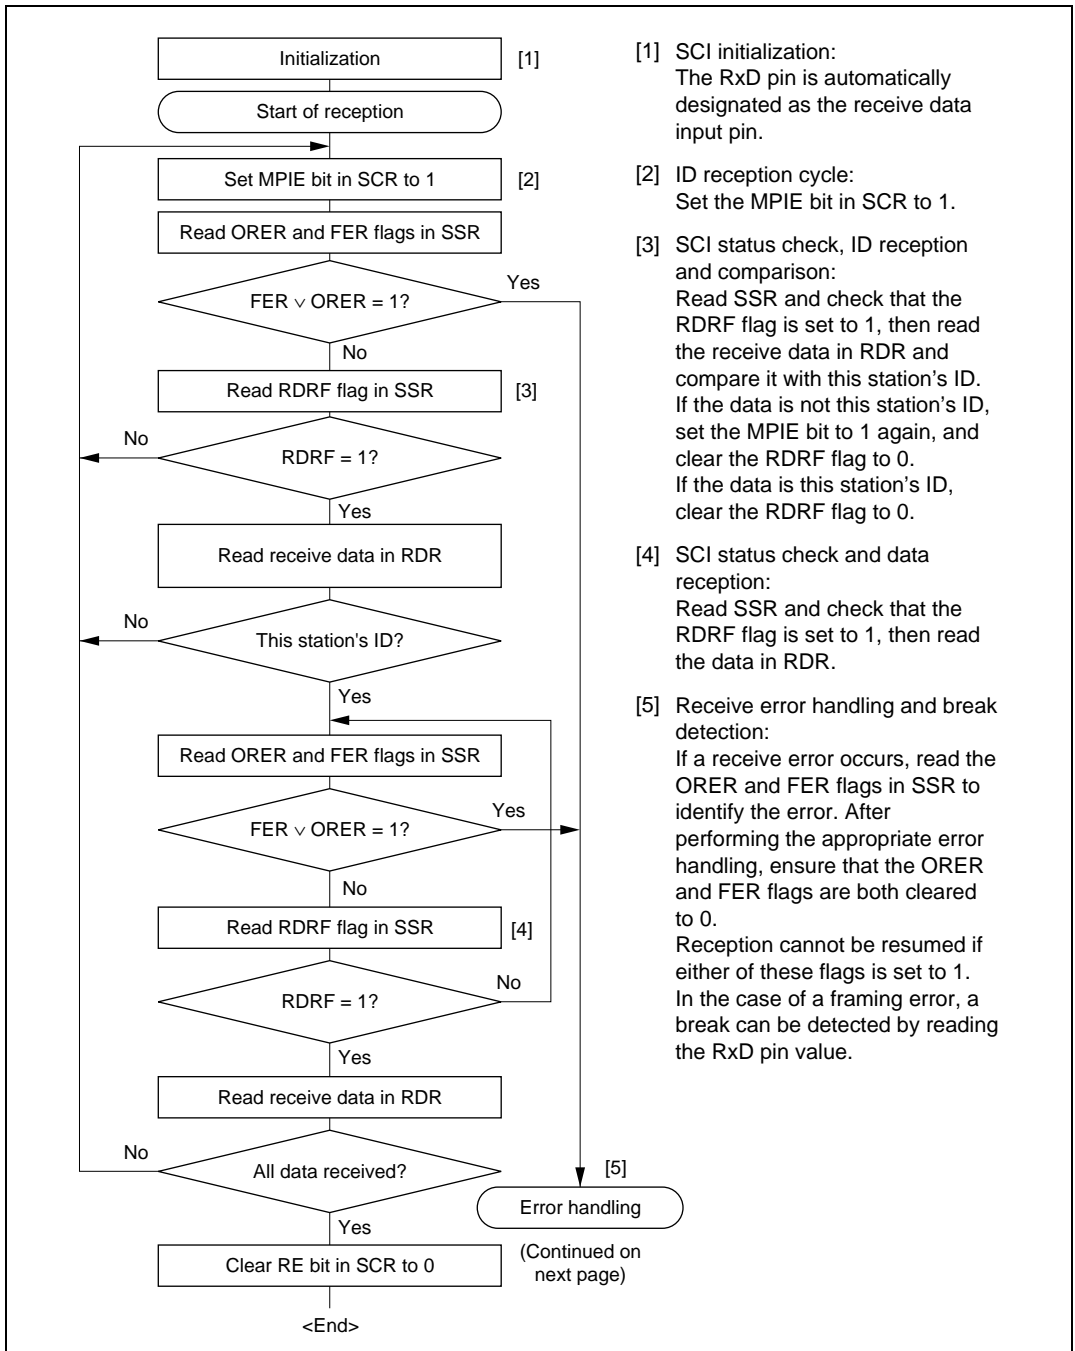 Initialization
[1]
Start of reception
Set MPIE bit in SCR to 1
[2]
Read ORER and FER flags in SSR
FER ∨ ORER = 1?
Yes
No
Read RDRF flag in SSR
[3]
No
RDRF = 1?
Yes
Read receive data in RDR
No
This station's ID?
Yes
Read ORER and FER flags in SSR
FER ∨ ORER = 1?
Yes
No
Read RDRF flag in SSR
[4]
RDRF = 1?
No
Yes
Read receive data in RDR
No
All data received?
[5]
Error handling
Yes
(Continued on
next page)
Clear RE bit in SCR to 0
<End>
[1] SCI initialization:
The RxD pin is automatically
designated as the receive data
input pin.
[2] ID reception cycle:
Set the MPIE bit in SCR to 1.
[3] SCI status check, ID reception
and comparison:
Read SSR and check that the
RDRF flag is set to 1, then read
the receive data in RDR and
compare it with this station's ID.
If the data is not this station's ID,
set the MPIE bit to 1 again, and
clear the RDRF flag to 0.
If the data is this station's ID,
clear the RDRF flag to 0.
[4] SCI status check and data
reception:
Read SSR and check that the
RDRF flag is set to 1, then read
the data in RDR.
[5] Receive error handling and break
detection:
If a receive error occurs, read the
ORER and FER flags in SSR to
identify the error. After
performing the appropriate error
handling, ensure that the ORER
and FER flags are both cleared
to 0.
Reception cannot be resumed if
either of these flags is set to 1.
In the case of a framing error, a
break can be detected by reading
the RxD pin value.